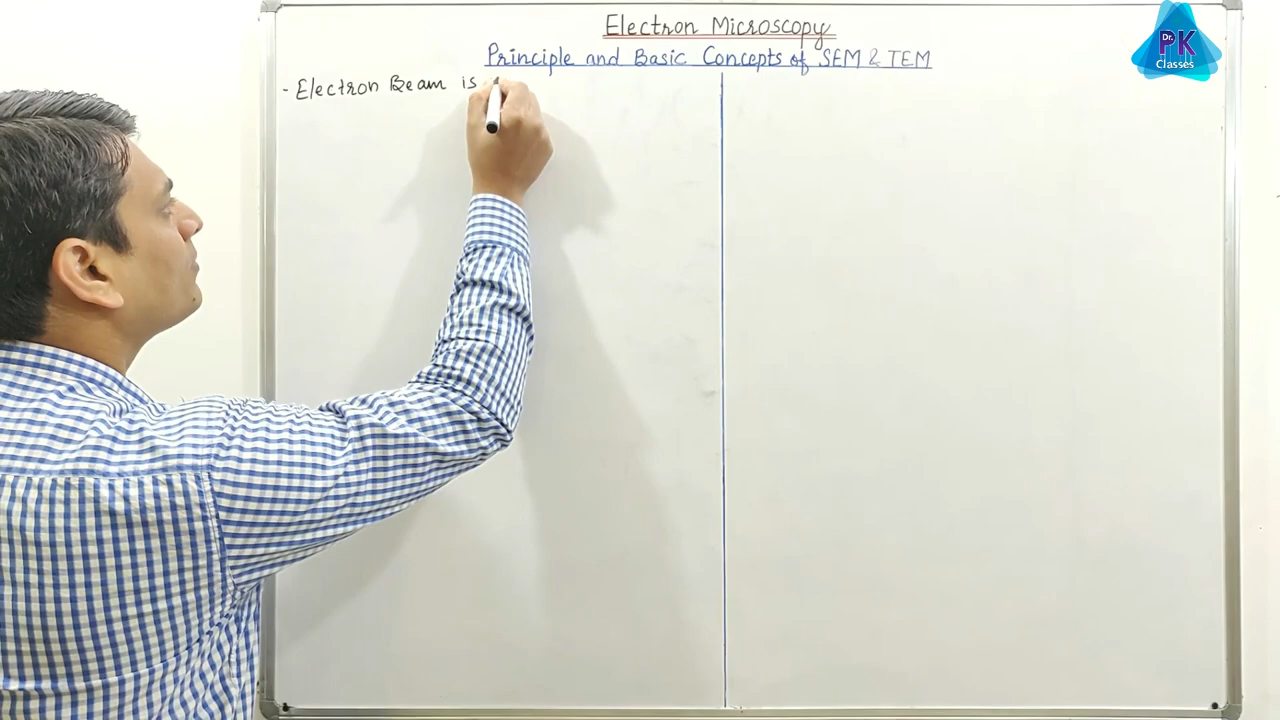 Electron Microscopy
Principle and Basic Concepts of SEM & TEM
- Electron Beam is
Dr.
PK
Classes